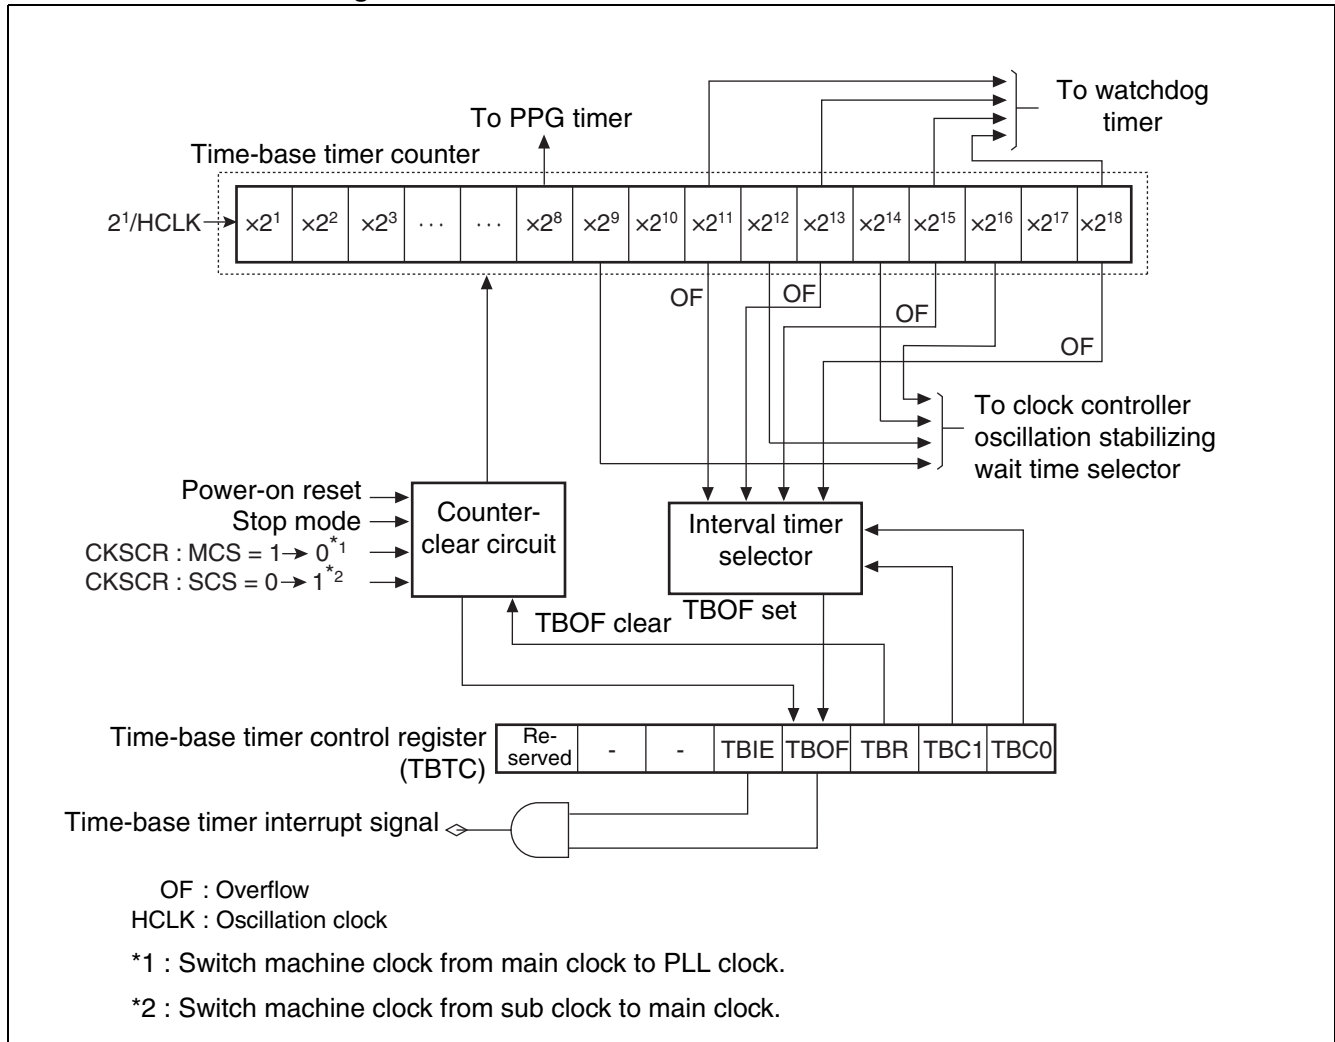 To PPG timer
To watchdog
timer
Time-base timer counter
2¹/HCLK
×2¹ ×2² ×2³ ··· ··· ×2⁸ ×2⁹ ×2¹⁰ ×2¹¹ ×2¹² ×2¹³ ×2¹⁴ ×2¹⁵ ×2¹⁶ ×2¹⁷ ×2¹⁸
OF
OF
OF
OF
To clock controller
oscillation stabilizing
wait time selector
Power-on reset
Stop mode
CKSCR : MCS = 1→ 0*1
CKSCR : SCS = 0→ 1*2
Counter-
clear circuit
Interval timer
selector
TBOF clear
TBOF set
Time-base timer control register
(TBTC)
Re-
served
- - TBIE TBOF TBR TBC1 TBC0
Time-base timer interrupt signal
OF : Overflow
HCLK : Oscillation clock
*1 : Switch machine clock from main clock to PLL clock.
*2 : Switch machine clock from sub clock to main clock.